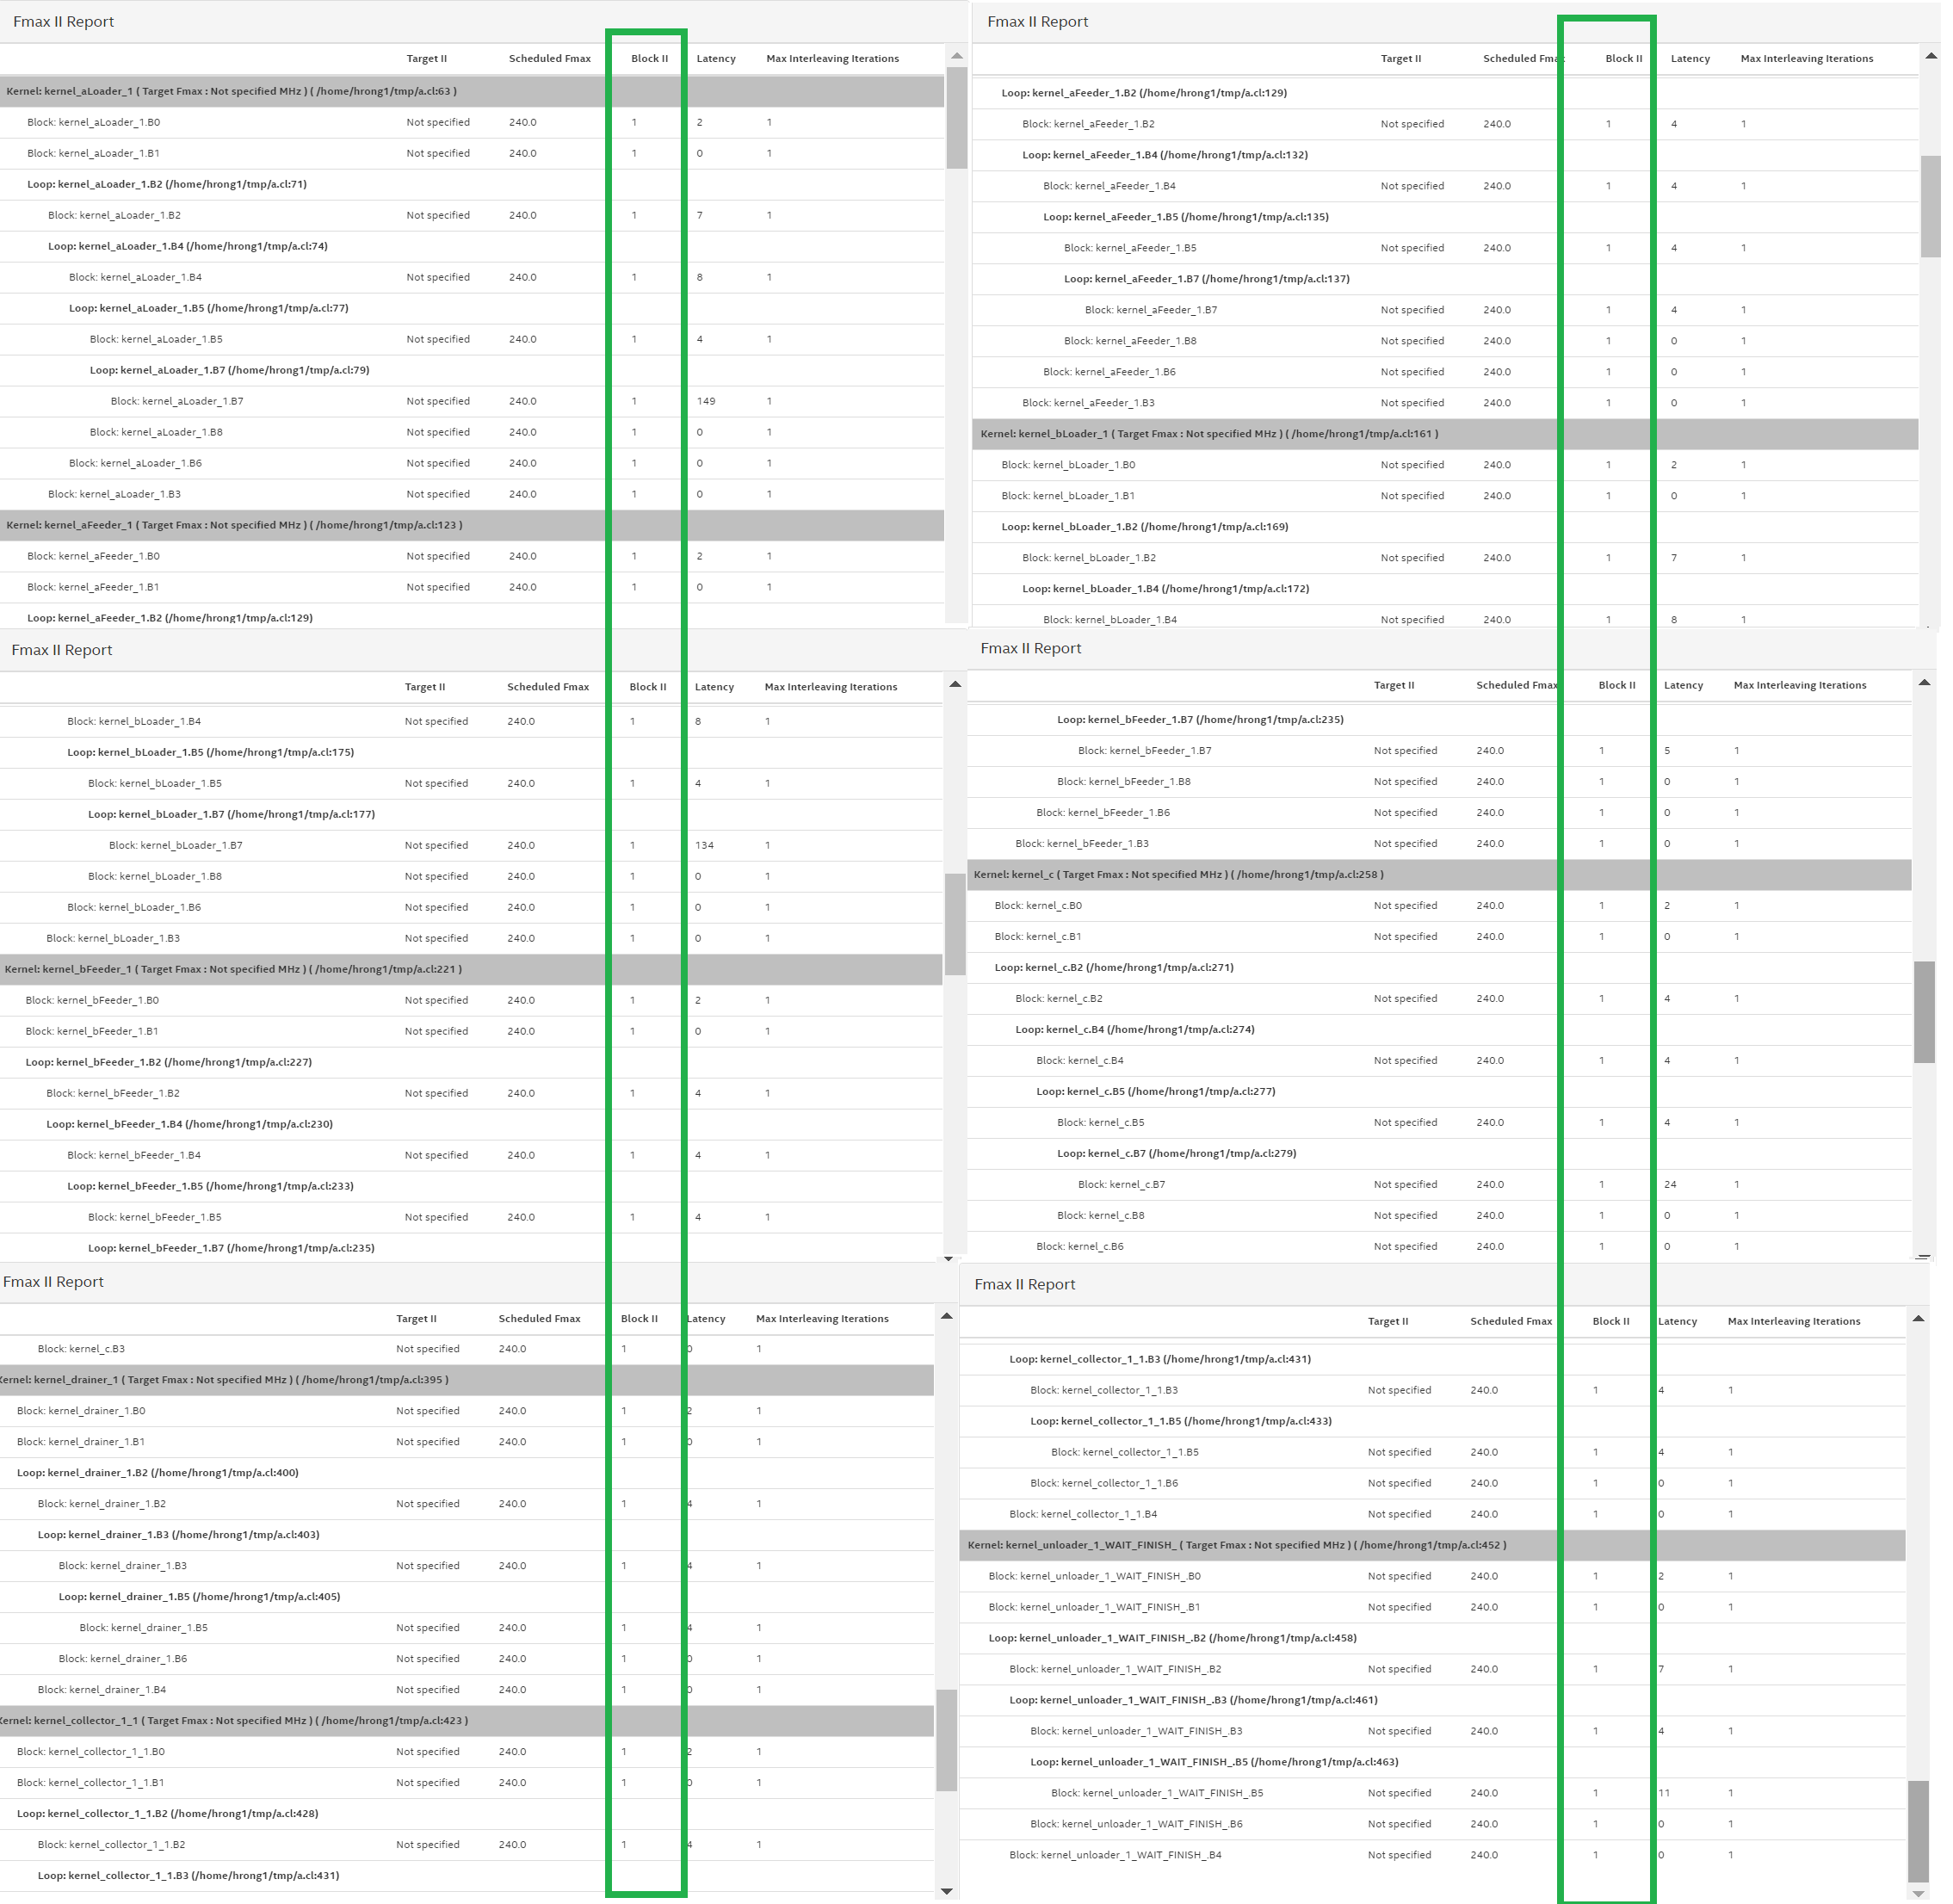 Fmax II Report
Target II Scheduled Fmax Block II Latency Max Interleaving Iterations
Kernel: kernel_aLoader_1 ( Target Fmax : Not specified MHz ) ( /home/hrong1/tmp/a.cl:63 )
Block: kernel_aLoader_1.B0 Not specified 240.0 1 2 1
Block: kernel_aLoader_1.B1 Not specified 240.0 1 0 1
Loop: kernel_aLoader_1.B2 (/home/hrong1/tmp/a.cl:71)
Block: kernel_aLoader_1.B2 Not specified 240.0 1 7 1
Loop: kernel_aLoader_1.B4 (/home/hrong1/tmp/a.cl:74)
Block: kernel_aLoader_1.B4 Not specified 240.0 1 8 1
Loop: kernel_aLoader_1.B5 (/home/hrong1/tmp/a.cl:77)
Block: kernel_aLoader_1.B5 Not specified 240.0 1 4 1
Loop: kernel_aLoader_1.B7 (/home/hrong1/tmp/a.cl:79)
Block: kernel_aLoader_1.B7 Not specified 240.0 1 149 1
Block: kernel_aLoader_1.B8 Not specified 240.0 1 0 1
Block: kernel_aLoader_1.B6 Not specified 240.0 1 0 1
Block: kernel_aLoader_1.B3 Not specified 240.0 1 0 1
Kernel: kernel_aFeeder_1 ( Target Fmax : Not specified MHz ) ( /home/hrong1/tmp/a.cl:123 )
Block: kernel_aFeeder_1.B0 Not specified 240.0 1 2 1
Block: kernel_aFeeder_1.B1 Not specified 240.0 1 0 1
Loop: kernel_aFeeder_1.B2 (/home/hrong1/tmp/a.cl:129)
Fmax II Report
Target II Scheduled Fmax Block II Latency Max Interleaving Iterations
Loop: kernel_aFeeder_1.B2 (/home/hrong1/tmp/a.cl:129)
Block: kernel_aFeeder_1.B2 Not specified 240.0 1 4 1
Loop: kernel_aFeeder_1.B4 (/home/hrong1/tmp/a.cl:132)
Block: kernel_aFeeder_1.B4 Not specified 240.0 1 4 1
Loop: kernel_aFeeder_1.B5 (/home/hrong1/tmp/a.cl:135)
Block: kernel_aFeeder_1.B5 Not specified 240.0 1 4 1
Loop: kernel_aFeeder_1.B7 (/home/hrong1/tmp/a.cl:137)
Block: kernel_aFeeder_1.B7 Not specified 240.0 1 4 1
Block: kernel_aFeeder_1.B8 Not specified 240.0 1 0 1
Block: kernel_aFeeder_1.B6 Not specified 240.0 1 0 1
Block: kernel_aFeeder_1.B3 Not specified 240.0 1 0 1
Kernel: kernel_bLoader_1 ( Target Fmax : Not specified MHz ) ( /home/hrong1/tmp/a.cl:161 )
Block: kernel_bLoader_1.B0 Not specified 240.0 1 2 1
Block: kernel_bLoader_1.B1 Not specified 240.0 1 0 1
Loop: kernel_bLoader_1.B2 (/home/hrong1/tmp/a.cl:169)
Block: kernel_bLoader_1.B2 Not specified 240.0 1 7 1
Loop: kernel_bLoader_1.B4 (/home/hrong1/tmp/a.cl:172)
Block: kernel_bLoader_1.B4 Not specified 240.0 1 8 1
Fmax II Report
Target II Scheduled Fmax Block II Latency Max Interleaving Iterations
Block: kernel_bLoader_1.B4 Not specified 240.0 1 8 1
Loop: kernel_bLoader_1.B5 (/home/hrong1/tmp/a.cl:175)
Block: kernel_bLoader_1.B5 Not specified 240.0 1 4 1
Loop: kernel_bLoader_1.B7 (/home/hrong1/tmp/a.cl:177)
Block: kernel_bLoader_1.B7 Not specified 240.0 1 134 1
Block: kernel_bLoader_1.B8 Not specified 240.0 1 0 1
Block: kernel_bLoader_1.B6 Not specified 240.0 1 0 1
Block: kernel_bLoader_1.B3 Not specified 240.0 1 0 1
Kernel: kernel_bFeeder_1 ( Target Fmax : Not specified MHz ) ( /home/hrong1/tmp/a.cl:221 )
Block: kernel_bFeeder_1.B0 Not specified 240.0 1 2 1
Block: kernel_bFeeder_1.B1 Not specified 240.0 1 0 1
Loop: kernel_bFeeder_1.B2 (/home/hrong1/tmp/a.cl:227)
Block: kernel_bFeeder_1.B2 Not specified 240.0 1 4 1
Loop: kernel_bFeeder_1.B4 (/home/hrong1/tmp/a.cl:230)
Block: kernel_bFeeder_1.B4 Not specified 240.0 1 4 1
Loop: kernel_bFeeder_1.B5 (/home/hrong1/tmp/a.cl:233)
Block: kernel_bFeeder_1.B5 Not specified 240.0 1 4 1
Loop: kernel_bFeeder_1.B7 (/home/hrong1/tmp/a.cl:235)
Fmax II Report
Target II Scheduled Fmax Block II Latency Max Interleaving Iterations
Loop: kernel_bFeeder_1.B7 (/home/hrong1/tmp/a.cl:235)
Block: kernel_bFeeder_1.B7 Not specified 240.0 1 5 1
Block: kernel_bFeeder_1.B8 Not specified 240.0 1 0 1
Block: kernel_bFeeder_1.B6 Not specified 240.0 1 0 1
Block: kernel_bFeeder_1.B3 Not specified 240.0 1 0 1
Kernel: kernel_c ( Target Fmax : Not specified MHz ) ( /home/hrong1/tmp/a.cl:258 )
Block: kernel_c.B0 Not specified 240.0 1 2 1
Block: kernel_c.B1 Not specified 240.0 1 0 1
Loop: kernel_c.B2 (/home/hrong1/tmp/a.cl:271)
Block: kernel_c.B2 Not specified 240.0 1 4 1
Loop: kernel_c.B4 (/home/hrong1/tmp/a.cl:274)
Block: kernel_c.B4 Not specified 240.0 1 4 1
Loop: kernel_c.B5 (/home/hrong1/tmp/a.cl:277)
Block: kernel_c.B5 Not specified 240.0 1 4 1
Loop: kernel_c.B7 (/home/hrong1/tmp/a.cl:279)
Block: kernel_c.B7 Not specified 240.0 1 24 1
Block: kernel_c.B8 Not specified 240.0 1 0 1
Block: kernel_c.B6 Not specified 240.0 1 0 1
Fmax II Report
Target II Scheduled Fmax Block II Latency Max Interleaving Iterations
Block: kernel_c.B3 Not specified 240.0 1 0 1
Kernel: kernel_drainer_1 ( Target Fmax : Not specified MHz ) ( /home/hrong1/tmp/a.cl:395 )
Block: kernel_drainer_1.B0 Not specified 240.0 1 2 1
Block: kernel_drainer_1.B1 Not specified 240.0 1 0 1
Loop: kernel_drainer_1.B2 (/home/hrong1/tmp/a.cl:400)
Block: kernel_drainer_1.B2 Not specified 240.0 1 4 1
Loop: kernel_drainer_1.B3 (/home/hrong1/tmp/a.cl:403)
Block: kernel_drainer_1.B3 Not specified 240.0 1 4 1
Loop: kernel_drainer_1.B5 (/home/hrong1/tmp/a.cl:405)
Block: kernel_drainer_1.B5 Not specified 240.0 1 4 1
Block: kernel_drainer_1.B6 Not specified 240.0 1 0 1
Block: kernel_drainer_1.B4 Not specified 240.0 1 0 1
Kernel: kernel_collector_1_1 ( Target Fmax : Not specified MHz ) ( /home/hrong1/tmp/a.cl:423 )
Block: kernel_collector_1_1.B0 Not specified 240.0 1 2 1
Block: kernel_collector_1_1.B1 Not specified 240.0 1 0 1
Loop: kernel_collector_1_1.B2 (/home/hrong1/tmp/a.cl:428)
Block: kernel_collector_1_1.B2 Not specified 240.0 1 4 1
Loop: kernel_collector_1_1.B3 (/home/hrong1/tmp/a.cl:431)
Fmax II Report
Target II Scheduled Fmax Block II Latency Max Interleaving Iterations
Loop: kernel_collector_1_1.B3 (/home/hrong1/tmp/a.cl:431)
Block: kernel_collector_1_1.B3 Not specified 240.0 1 4 1
Loop: kernel_collector_1_1.B5 (/home/hrong1/tmp/a.cl:433)
Block: kernel_collector_1_1.B5 Not specified 240.0 1 4 1
Block: kernel_collector_1_1.B6 Not specified 240.0 1 0 1
Block: kernel_collector_1_1.B4 Not specified 240.0 1 0 1
Kernel: kernel_unloader_1_WAIT_FINISH_ ( Target Fmax : Not specified MHz ) ( /home/hrong1/tmp/a.cl:452 )
Block: kernel_unloader_1_WAIT_FINISH_.B0 Not specified 240.0 1 2 1
Block: kernel_unloader_1_WAIT_FINISH_.B1 Not specified 240.0 1 0 1
Loop: kernel_unloader_1_WAIT_FINISH_.B2 (/home/hrong1/tmp/a.cl:458)
Block: kernel_unloader_1_WAIT_FINISH_.B2 Not specified 240.0 1 7 1
Loop: kernel_unloader_1_WAIT_FINISH_.B3 (/home/hrong1/tmp/a.cl:461)
Block: kernel_unloader_1_WAIT_FINISH_.B3 Not specified 240.0 1 4 1
Loop: kernel_unloader_1_WAIT_FINISH_.B5 (/home/hrong1/tmp/a.cl:463)
Block: kernel_unloader_1_WAIT_FINISH_.B5 Not specified 240.0 1 11 1
Block: kernel_unloader_1_WAIT_FINISH_.B6 Not specified 240.0 1 0 1
Block: kernel_unloader_1_WAIT_FINISH_.B4 Not specified 240.0 1 0 1